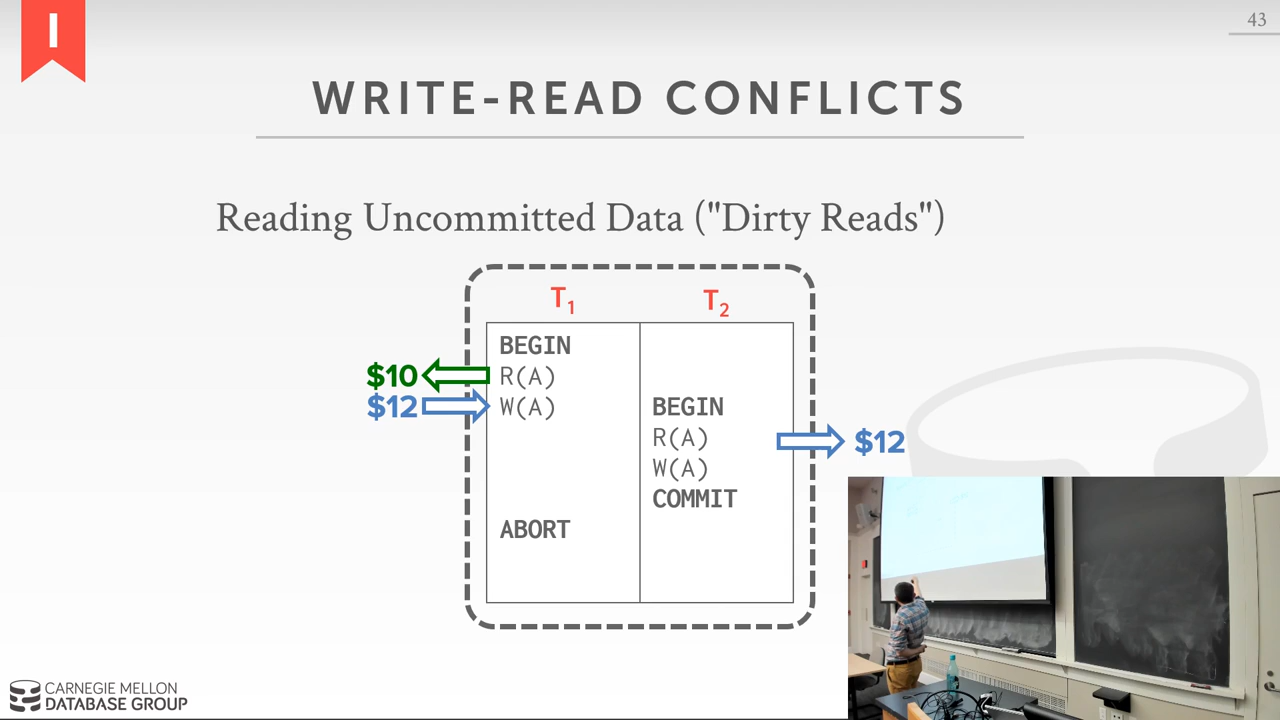 I
43
WRITE-READ CONFLICTS
Reading Uncommitted Data ("Dirty Reads")
T1 T2
BEGIN
$10 R(A)
$12 W(A) BEGIN
R(A) $12
W(A)
COMMIT
ABORT
CARNEGIE MELLON
DATABASE GROUP